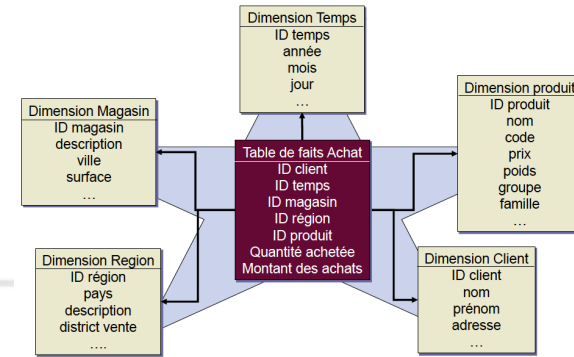 Dimension Temps
ID temps
année
mois
jour
…
Dimension Magasin
ID magasin
description
ville
surface
…
Table de faits Achat
ID client
ID temps
ID magasin
ID région
ID produit
Quantité achetée
Montant des achats
Dimension produit
ID produit
nom
code
prix
poids
groupe
famille
…
Dimension Region
ID région
pays
description
district vente
….
Dimension Client
ID client
nom
prénom
adresse
…